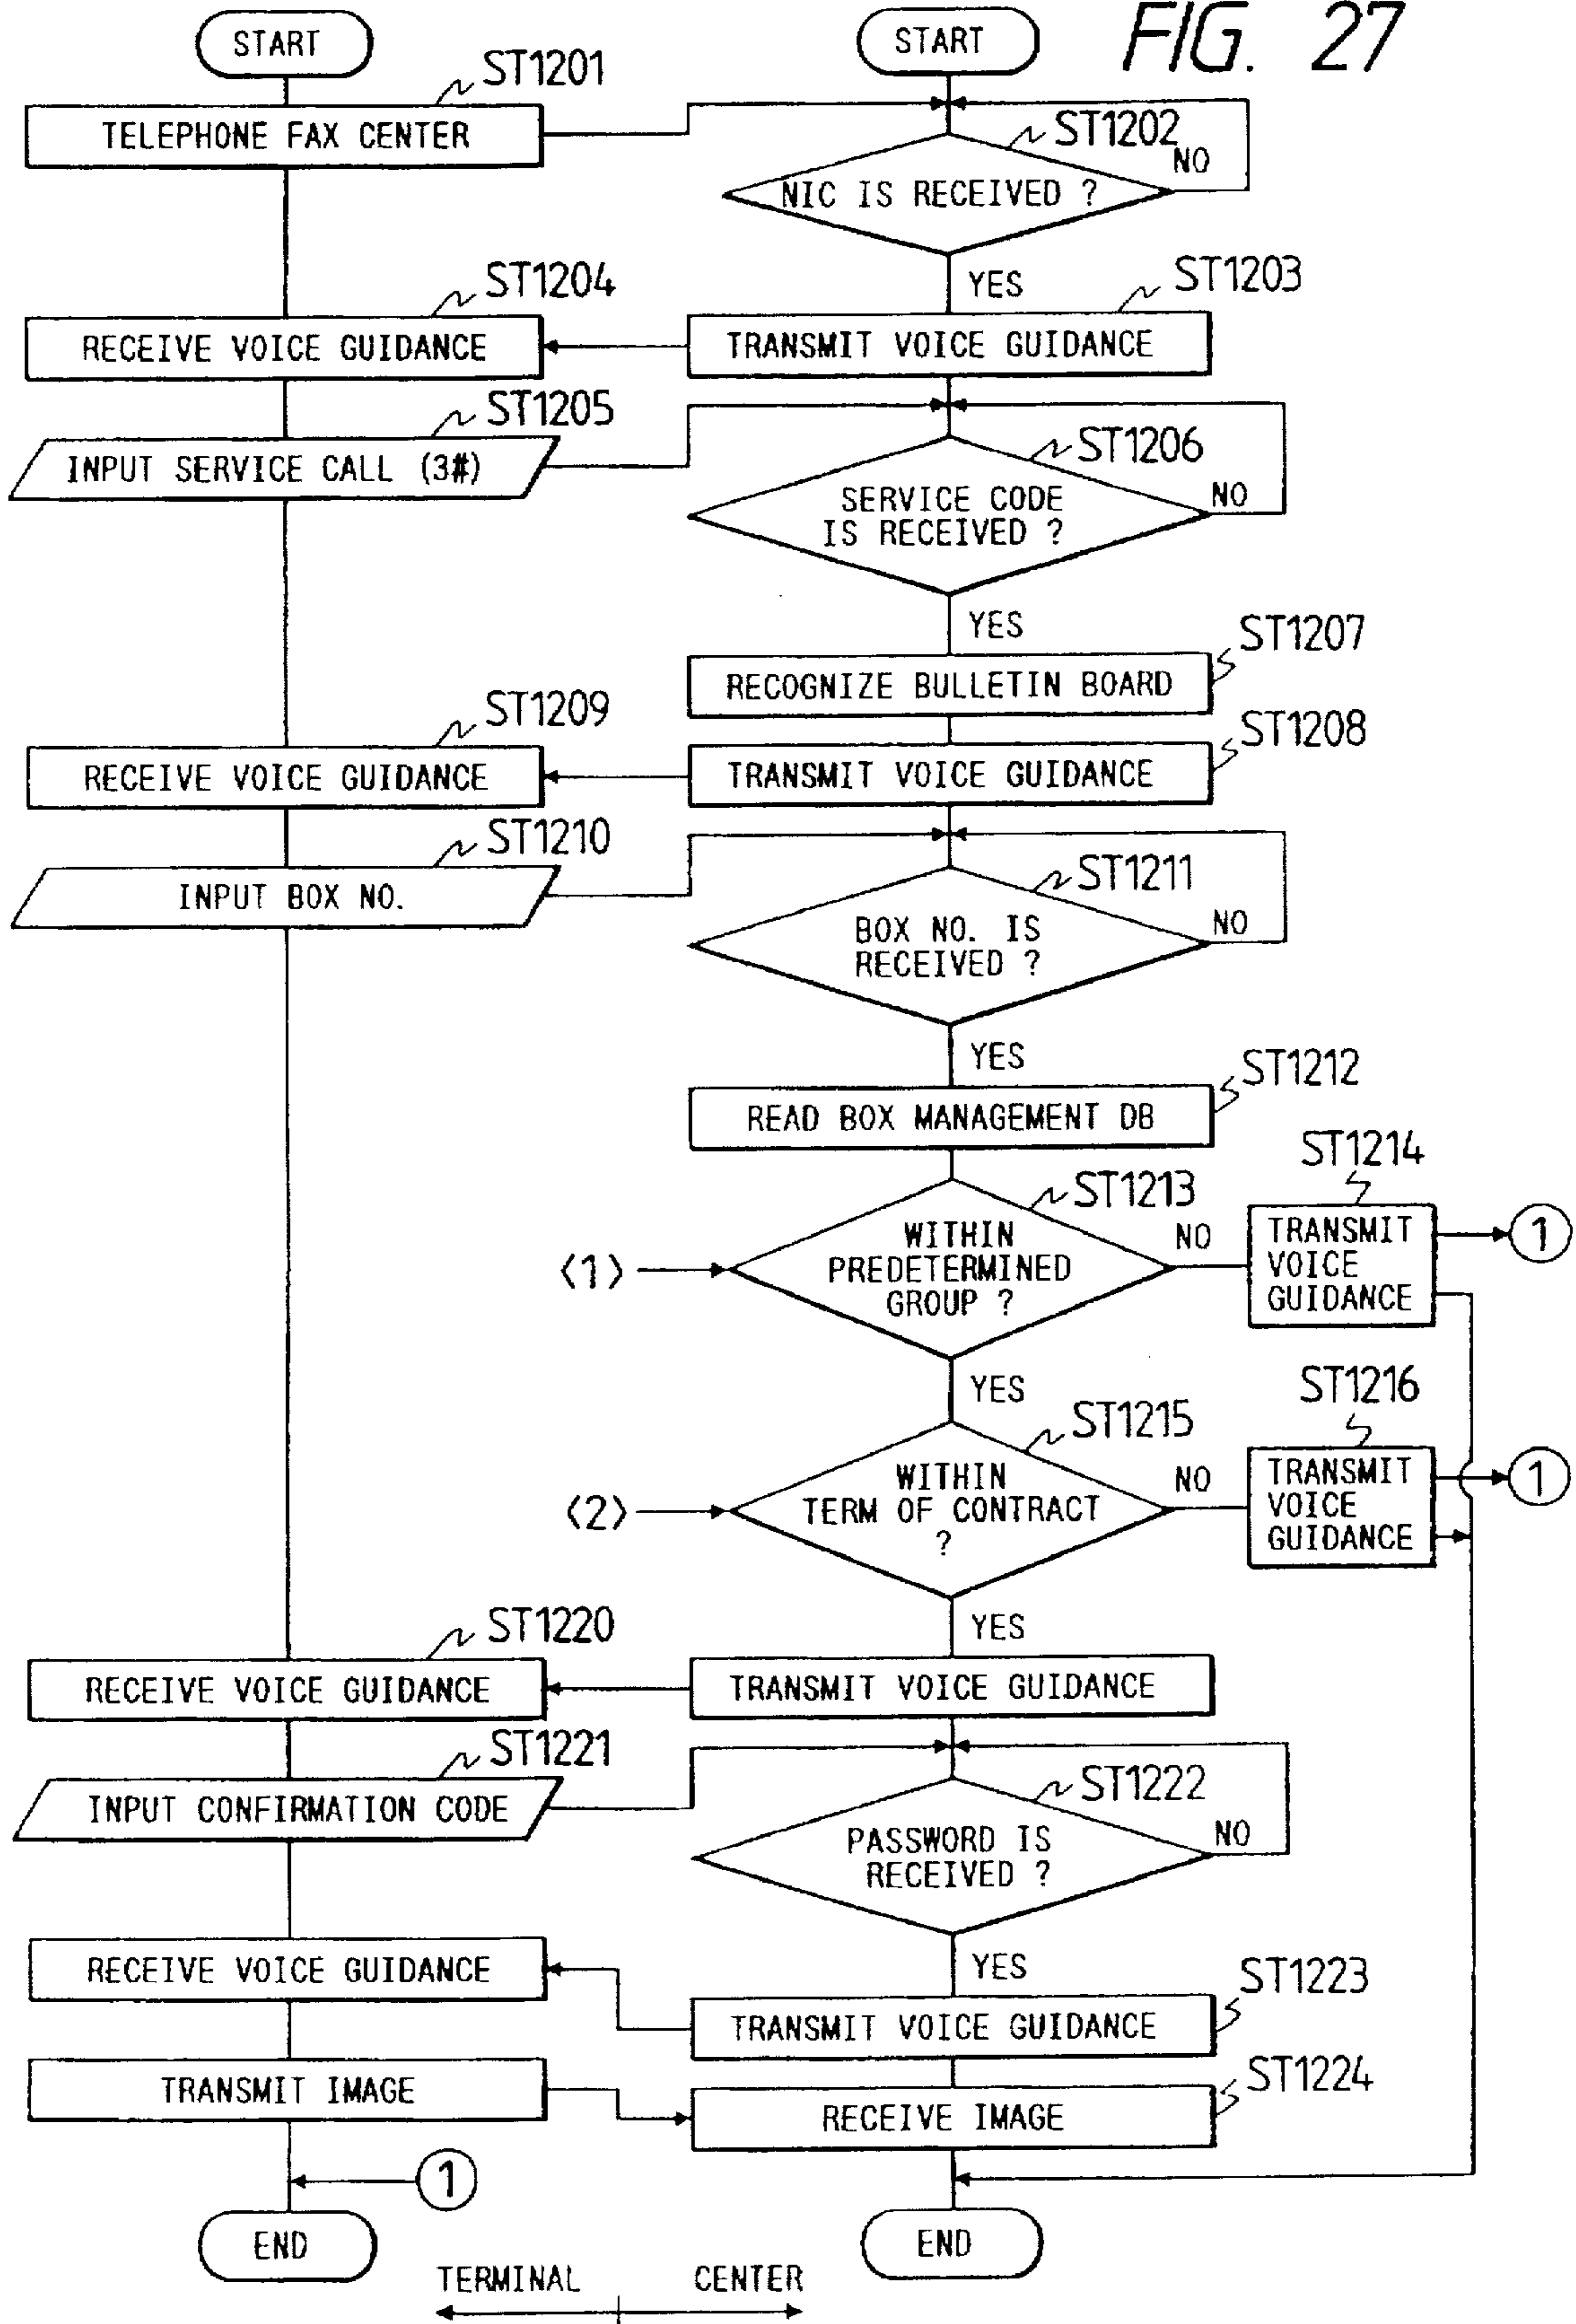 FIG. 27
START
START
ST1201
TELEPHONE FAX CENTER
ST1202
NO
NIC IS RECEIVED ?
YES
ST1203
ST1204
RECEIVE VOICE GUIDANCE
TRANSMIT VOICE GUIDANCE
ST1205
INPUT SERVICE CALL (3#)
ST1206
SERVICE CODE
IS RECEIVED ?
NO
YES
ST1207
RECOGNIZE BULLETIN BOARD
ST1209
ST1208
RECEIVE VOICE GUIDANCE
TRANSMIT VOICE GUIDANCE
ST1210
INPUT BOX NO.
ST1211
BOX NO. IS
RECEIVED ?
NO
YES
ST1212
READ BOX MANAGEMENT DB
ST1213
ST1214
<1>
WITHIN
PREDETERMINED
GROUP ?
NO
TRANSMIT
VOICE
GUIDANCE
1
YES
ST1215
ST1216
<2>
WITHIN
TERM OF CONTRACT
?
NO
TRANSMIT
VOICE
GUIDANCE
1
YES
ST1220
RECEIVE VOICE GUIDANCE
TRANSMIT VOICE GUIDANCE
ST1221
INPUT CONFIRMATION CODE
ST1222
PASSWORD IS
RECEIVED ?
NO
YES
RECEIVE VOICE GUIDANCE
ST1223
TRANSMIT VOICE GUIDANCE
TRANSMIT IMAGE
ST1224
RECEIVE IMAGE
1
END
END
TERMINAL
CENTER